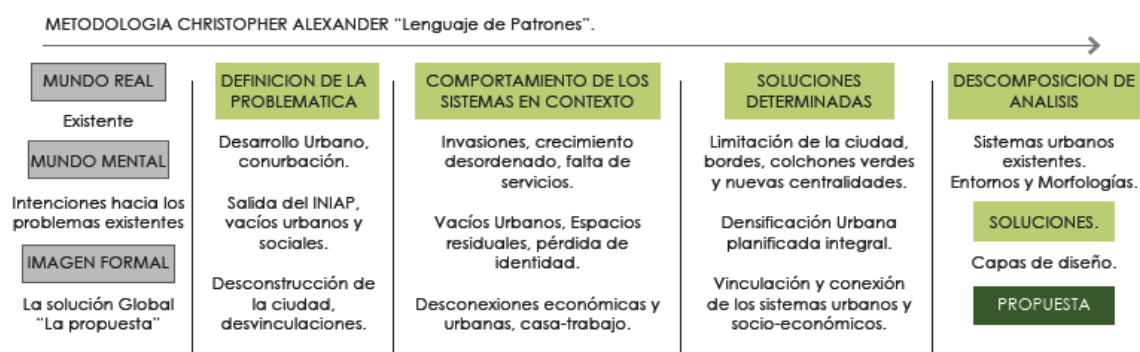 METODOLOGIA CHRISTOPHER ALEXANDER “Lenguaje de Patrones”.
MUNDO REAL
Existente
MUNDO MENTAL
Intenciones hacia los
problemas existentes
IMAGEN FORMAL
La solución Global
“La propuesta”
DEFINICION DE LA
PROBLEMATICA
Desarrollo Urbano,
conurbación.
Salida del INIAP,
vacíos urbanos y
sociales.
Desconstrucción de
la ciudad,
desvinculaciones.
COMPORTAMIENTO DE LOS
SISTEMAS EN CONTEXTO
Invasiones, crecimiento
desordenado, falta de
servicios.
Vacíos Urbanos, Espacios
residuales, pérdida de
identidad.
Desconexiones económicas y
urbanas, casa-trabajo.
SOLUCIONES
DETERMINADAS
Limitación de la ciudad,
bordes, colchones verdes
y nuevas centralidades.
Densificación Urbana
planificada integral.
Vinculación y conexión
de los sistemas urbanos y
socio-económicos.
DESCOMPOSICION DE
ANALISIS
Sistemas urbanos
existentes.
Entornos y Morfologías.
SOLUCIONES.
Capas de diseño.
PROPUESTA